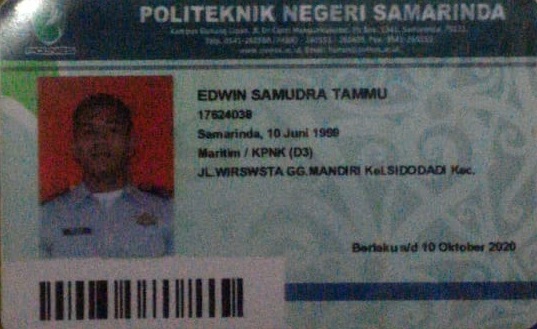 POLITEKNIK NEGERI SAMARINDA
EDWIN SAMUDRA TAMMU
17624038
Samarinda, 10 Juni 1999
Maritim / KPNK (D3)
JL.WIRSWSTA GG.MANDIRI Kel.SIDODADI Kec.
Berlaku s/d 10 Oktober 2020